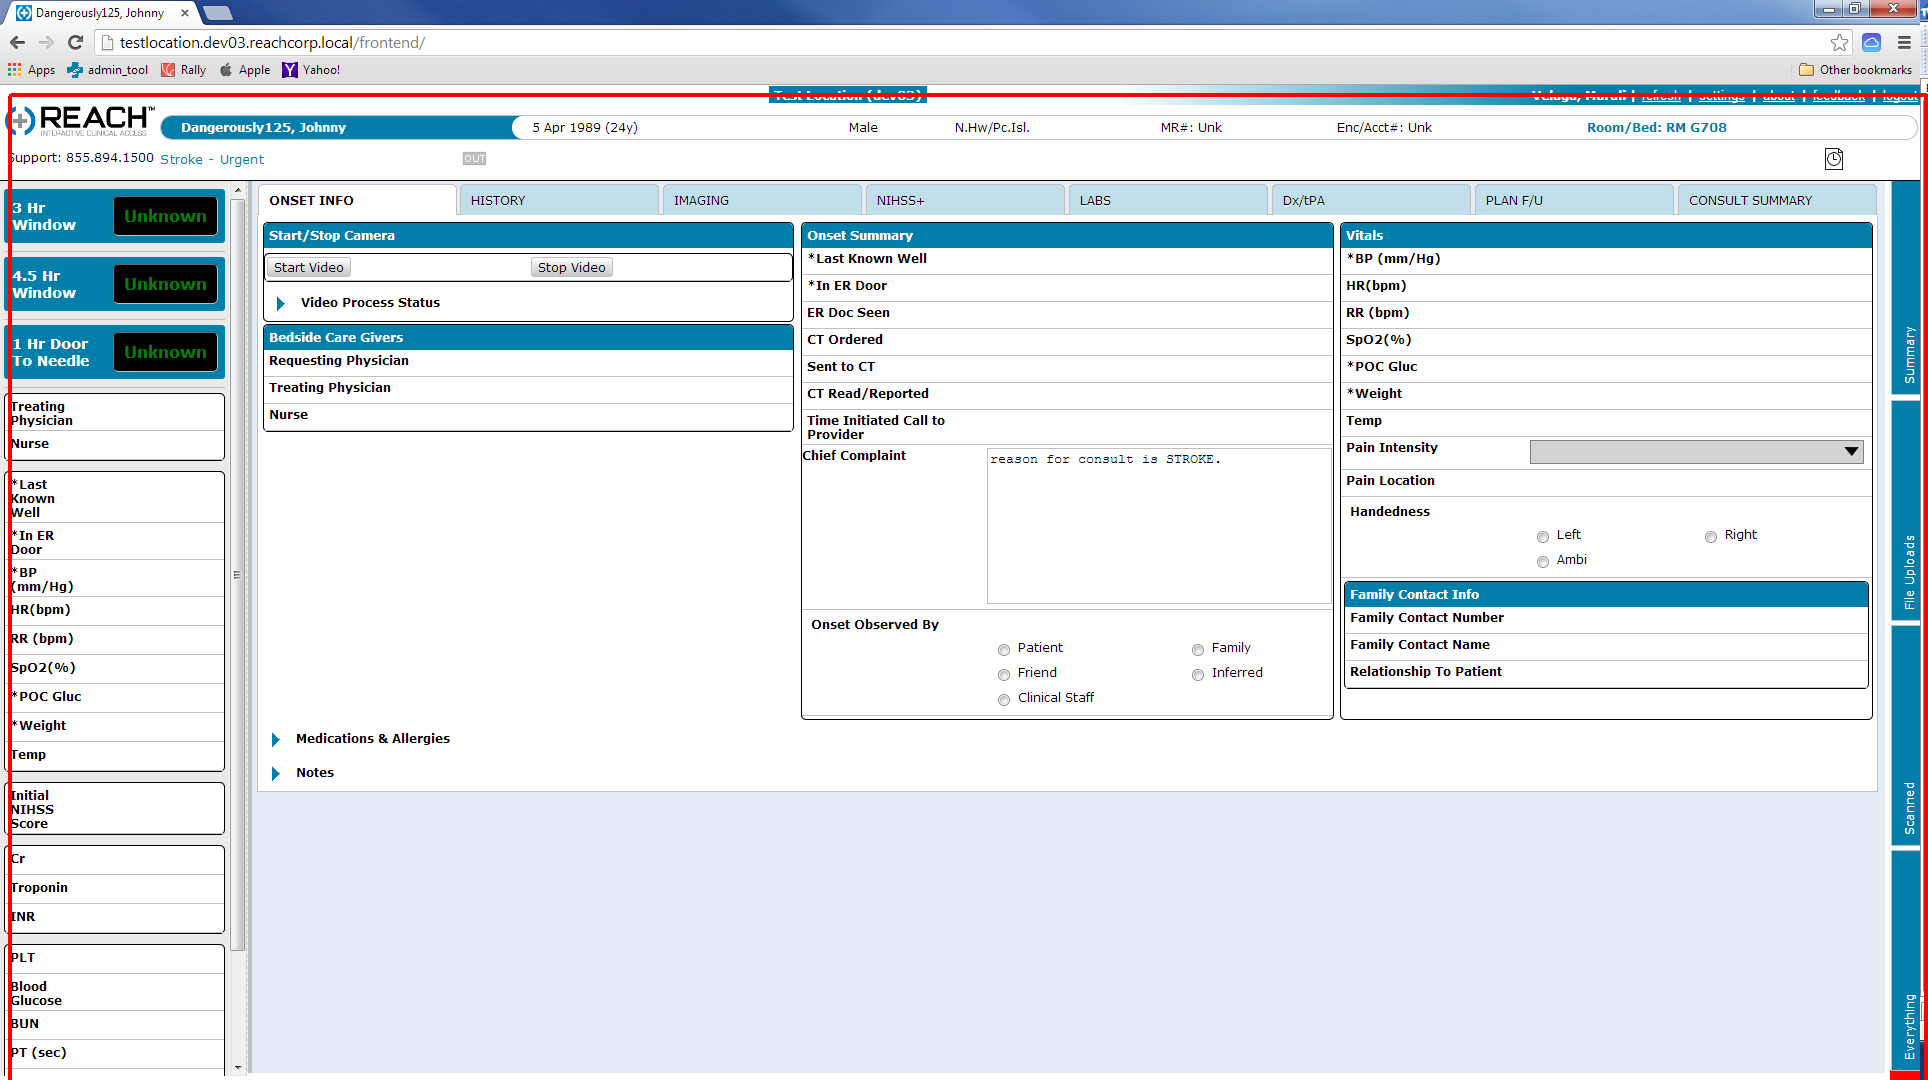 Dangerously125, Johnny
testlocation.dev03.reachcorp.local/frontend/
Apps admin_tool Rally Apple Yahoo! Other bookmarks
Test Location (dev03) Velaga, Murali | refresh | settings | about | feedback | logout
REACH™
INTERACTIVE CLINICAL ACCESS
Dangerously125, Johnny 5 Apr 1989 (24y) Male N.Hw/Pc.Isl. MR#: Unk Enc/Acct#: Unk Room/Bed: RM G708
Support: 855.894.1500 Stroke - Urgent OUT
3 Hr
Window
Unknown
4.5 Hr
Window
Unknown
1 Hr Door
To Needle
Unknown
Treating
Physician
Nurse
*Last
Known
Well
*In ER
Door
*BP
(mm/Hg)
HR(bpm)
RR (bpm)
SpO2(%)
*POC Gluc
*Weight
Temp
Initial
NIHSS
Score
Cr
Troponin
INR
PLT
Blood
Glucose
BUN
PT (sec)
ONSET INFO HISTORY IMAGING NIHSS+ LABS Dx/tPA PLAN F/U CONSULT SUMMARY
Start/Stop Camera
Start Video Stop Video
Video Process Status
Bedside Care Givers
Requesting Physician
Treating Physician
Nurse
Onset Summary
*Last Known Well
*In ER Door
ER Doc Seen
CT Ordered
Sent to CT
CT Read/Reported
Time Initiated Call to
Provider
Chief Complaint
reason for consult is STROKE.
Onset Observed By
Patient Family
Friend Inferred
Clinical Staff
Vitals
*BP (mm/Hg)
HR(bpm)
RR (bpm)
SpO2(%)
*POC Gluc
*Weight
Temp
Pain Intensity
Pain Location
Handedness
Left Right
Ambi
Family Contact Info
Family Contact Number
Family Contact Name
Relationship To Patient
Medications & Allergies
Notes
Summary
File Uploads
Scanned
Everything